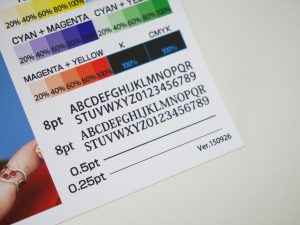 20% 40% 60% 80% 100%
CYAN + MAGENTA
CYAN + YELLOW
20% 40% 60% 80% 100%
20% 40% 60% 80% 100%
MAGENTA + YELLOW
K
CMYK
20% 40% 60% 80% 100%
100%
100%
8pt
ABCDEFGHIJKLMNOPQR
STUVWXYZ0123456789
8pt
ABCDEFGHIJKLMNOPQR
STUVWXYZ0123456789
0.5pt
0.25pt
Ver.150926